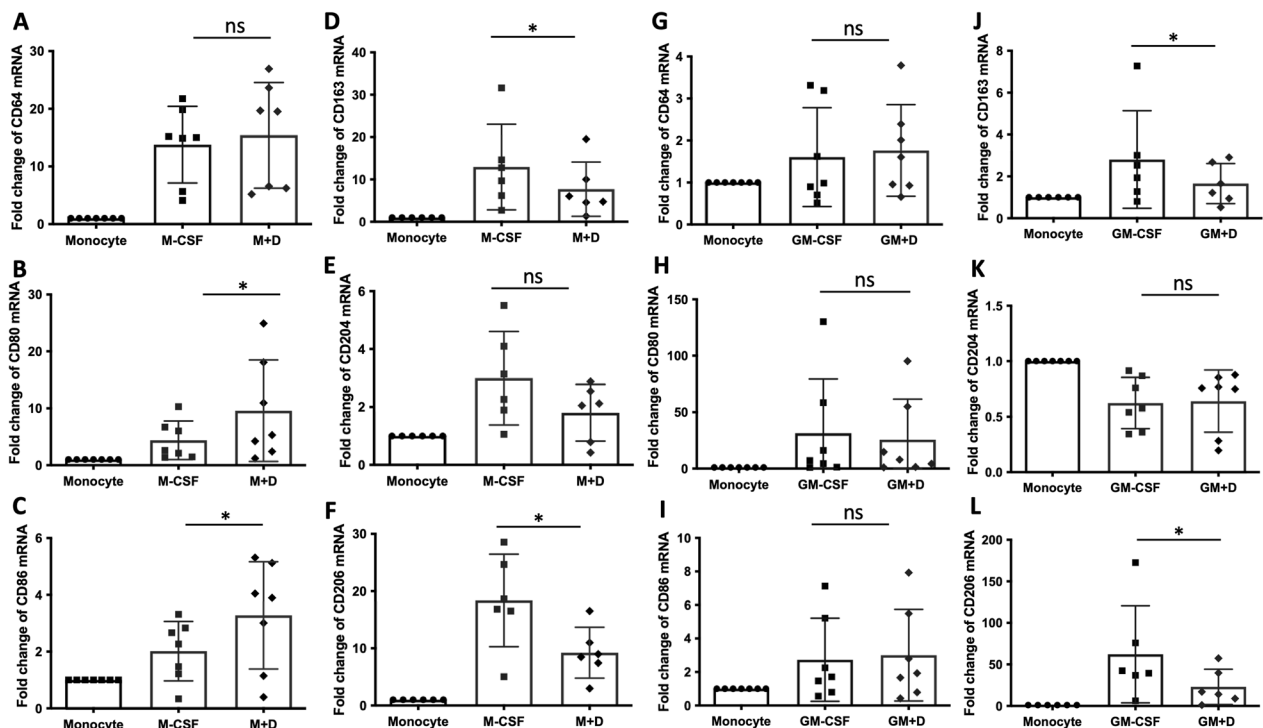 A
Fold change of CD64 mRNA
30
20
10
0
ns
Monocyte M-CSF M+D
D
Fold change of CD163 mRNA
40
30
20
10
0
*
Monocyte M-CSF M+D
G
Fold change of CD64 mRNA
4
3
2
1
0
ns
Monocyte GM-CSF GM+D
J
Fold change of CD163 mRNA
8
6
4
2
0
*
Monocyte GM-CSF GM+D
B
Fold change of CD80 mRNA
30
20
10
0
*
Monocyte M-CSF M+D
E
Fold change of CD204 mRNA
6
4
2
0
ns
Monocyte M-CSF M+D
H
Fold change of CD80 mRNA
150
100
50
0
ns
Monocyte GM-CSF GM+D
K
Fold change of CD204 mRNA
1.5
1.0
0.5
0.0
ns
Monocyte GM-CSF GM+D
C
Fold change of CD86 mRNA
6
4
2
0
*
Monocyte M-CSF M+D
F
Fold change of CD206 mRNA
30
20
10
0
*
Monocyte M-CSF M+D
I
Fold change of CD86 mRNA
10
8
6
4
2
0
ns
Monocyte GM-CSF GM+D
L
Fold change of CD206 mRNA
200
150
100
50
0
*
Monocyte GM-CSF GM+D